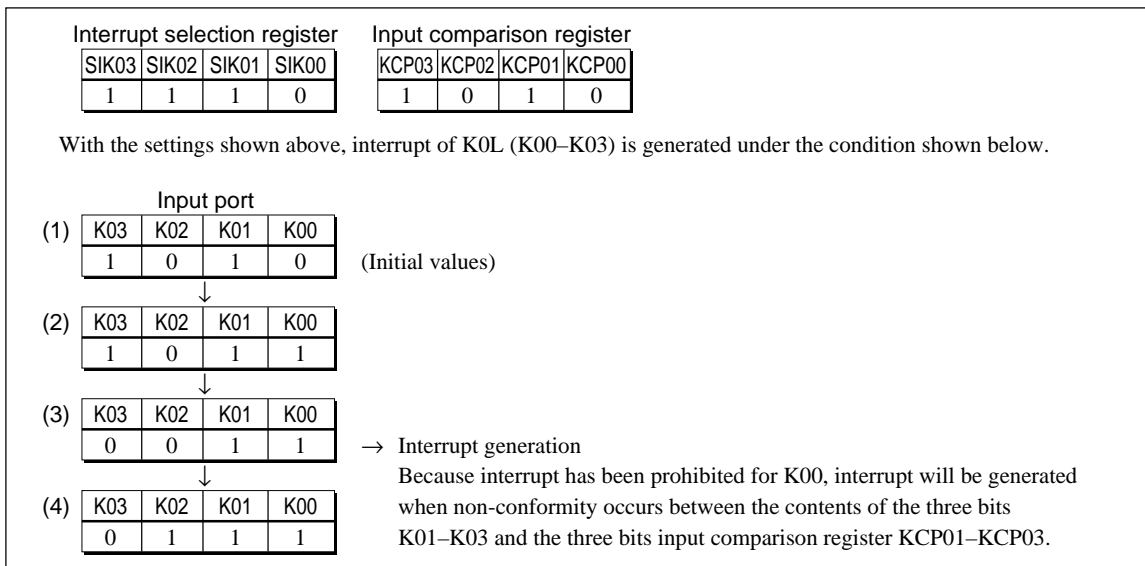 Interrupt selection register Input comparison register
SIK03 SIK02 SIK01 SIK00 KCP03 KCP02 KCP01 KCP00
1 1 1 0 1 0 1 0
With the settings shown above, interrupt of K0L (K00–K03) is generated under the condition shown below.
Input port
(1) K03 K02 K01 K00
1 0 1 0 (Initial values)
↓
(2) K03 K02 K01 K00
1 0 1 1
↓
(3) K03 K02 K01 K00
0 0 1 1 → Interrupt generation
↓ Because interrupt has been prohibited for K00, interrupt will be generated
(4) K03 K02 K01 K00 when non-conformity occurs between the contents of the three bits
0 1 1 1 K01–K03 and the three bits input comparison register KCP01–KCP03.